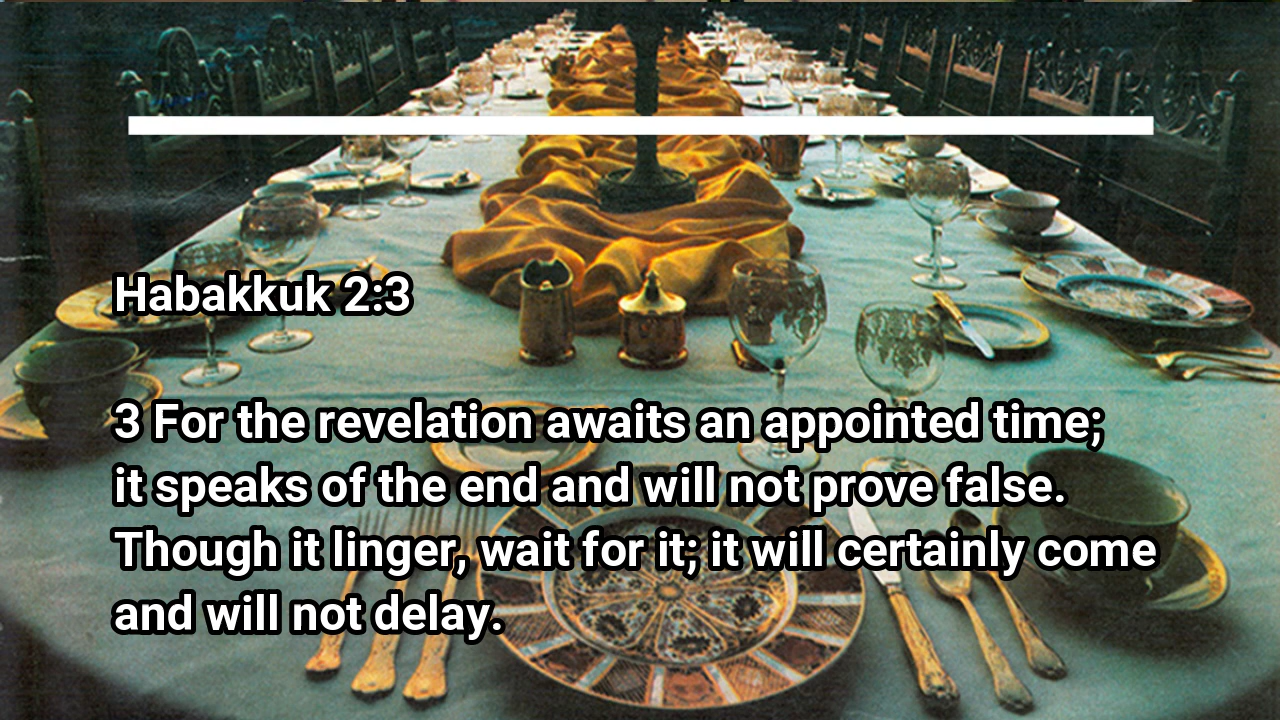 Habakkuk 2:3
3 For the revelation awaits an appointed time;
it speaks of the end and will not prove false.
Though it linger, wait for it; it will certainly come
and will not delay.